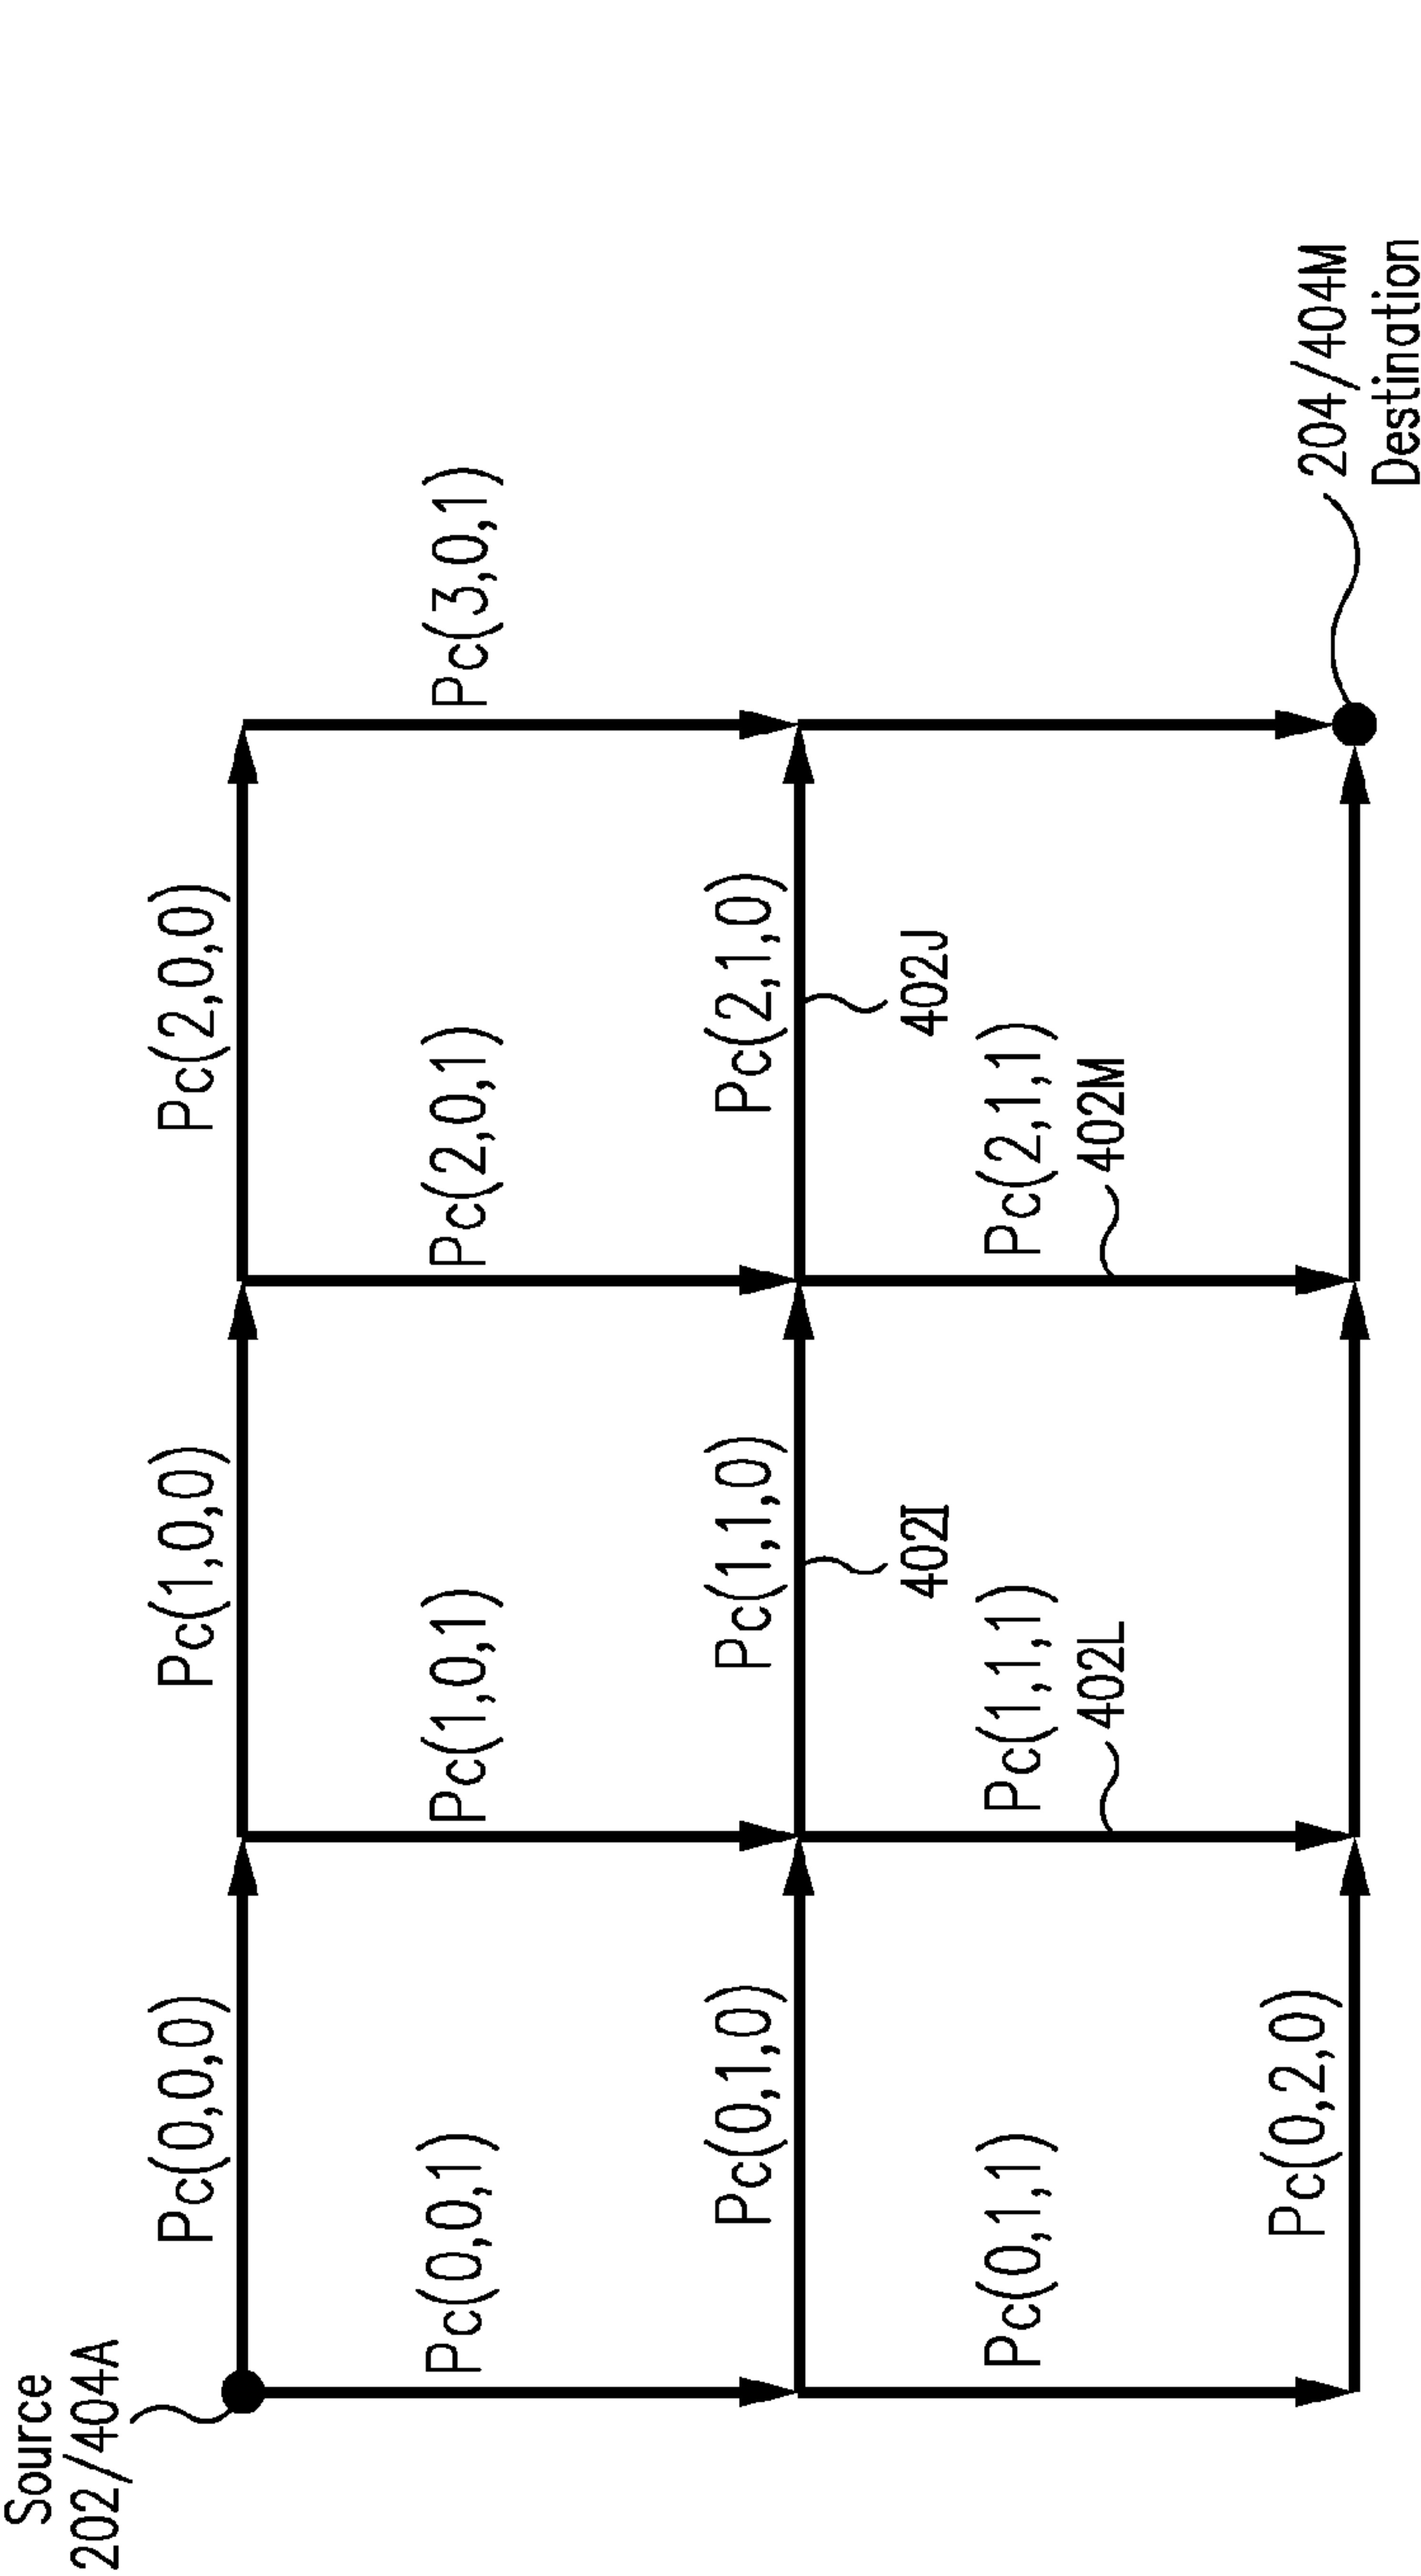 Source
202/404A
Pc(0,0,0)
Pc(1,0,0)
Pc(2,0,0)
Pc(0,0,1)
Pc(1,0,1)
Pc(2,0,1)
Pc(3,0,1)
Pc(0,1,0)
Pc(1,1,0)
Pc(2,1,0)
402I
402J
Pc(0,1,1)
Pc(1,1,1)
Pc(2,1,1)
402L
402M
Pc(0,2,0)
204/404M
Destination